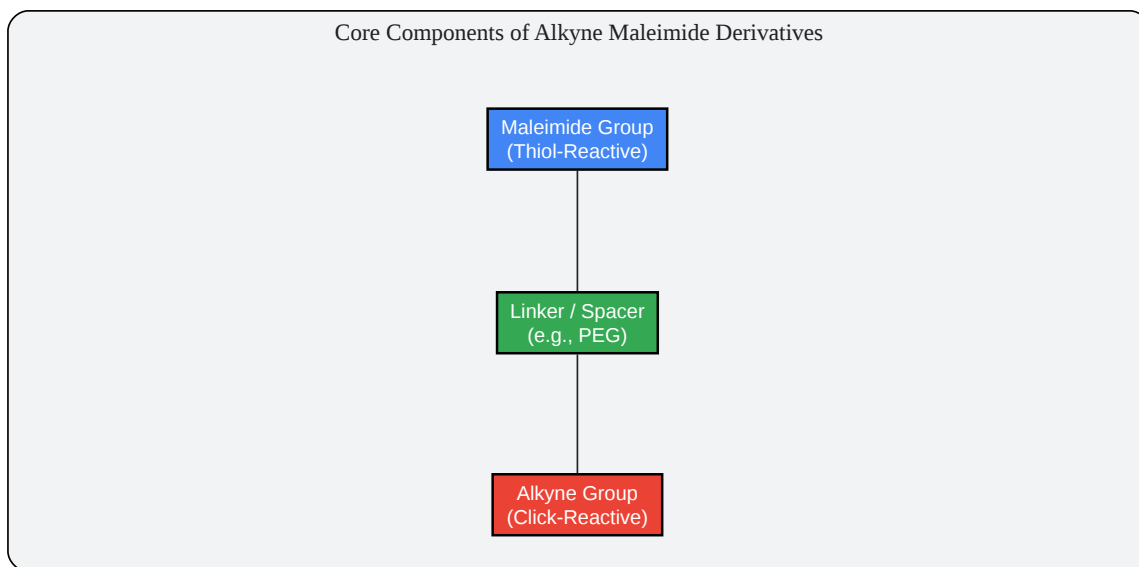 Core Components of Alkyne Maleimide Derivatives
Maleimide Group
(Thiol-Reactive)
Linker / Spacer
(e.g., PEG)
Alkyne Group
(Click-Reactive)